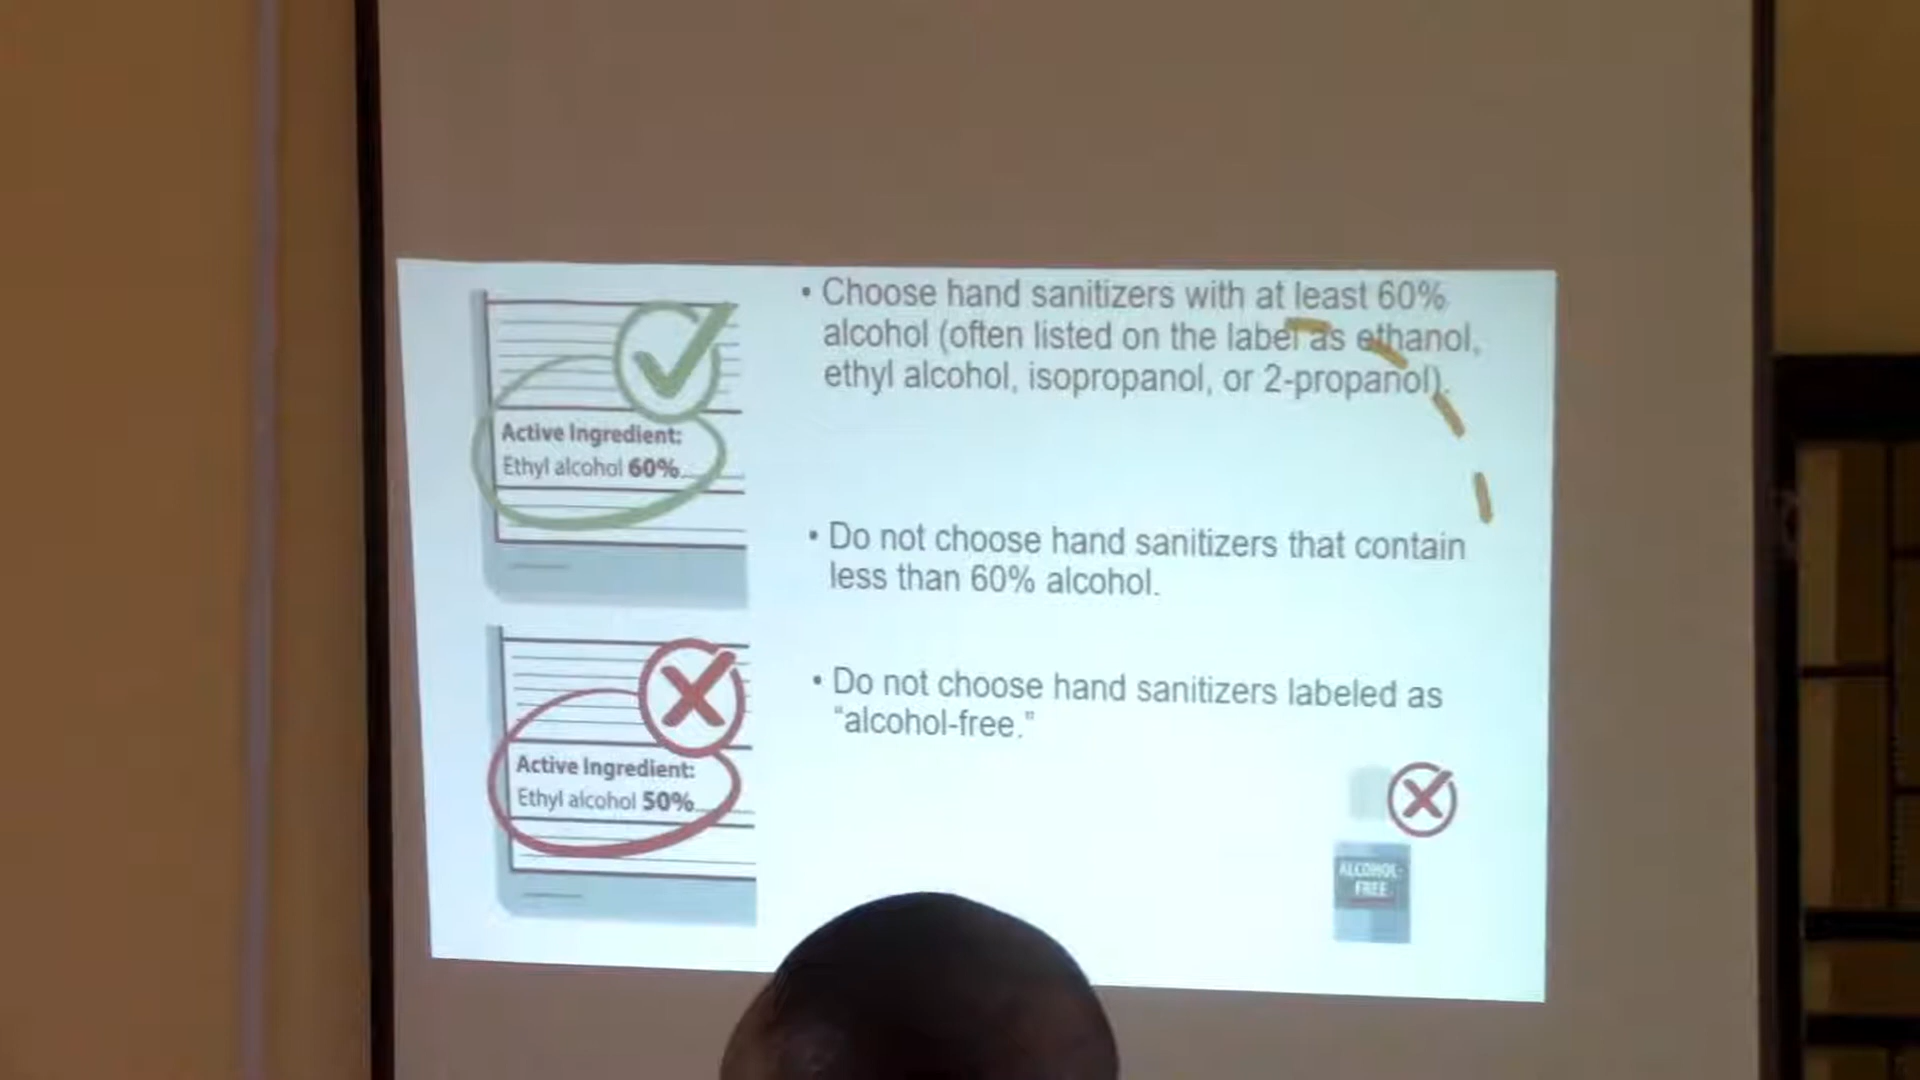 • Choose hand sanitizers with at least 60%
alcohol (often listed on the label as ethanol,
ethyl alcohol, isopropanol, or 2-propanol).
Active Ingredient:
Ethyl alcohol 60%
• Do not choose hand sanitizers that contain
less than 60% alcohol.
• Do not choose hand sanitizers labeled as
“alcohol-free.”
Active Ingredient:
Ethyl alcohol 50%
ALCOHOL-
FREE